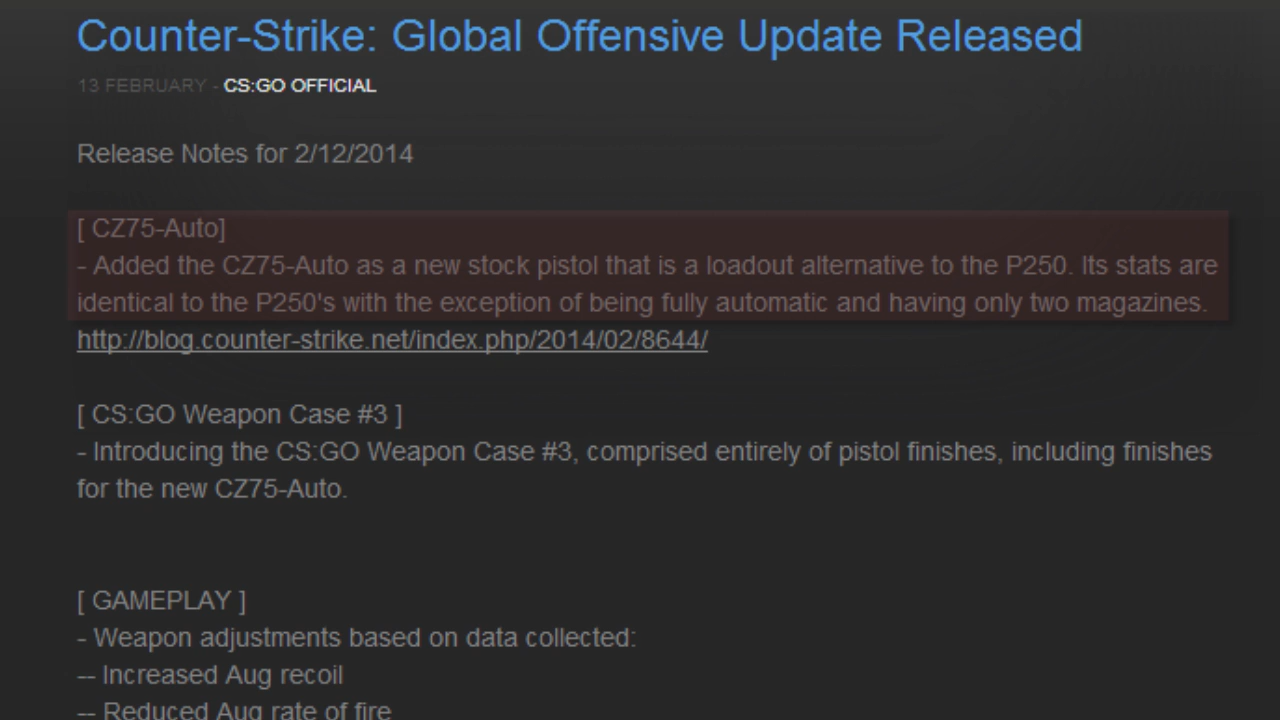 Counter-Strike: Global Offensive Update Released
13 FEBRUARY - CS:GO OFFICIAL
Release Notes for 2/12/2014
[ CZ75-Auto]
- Added the CZ75-Auto as a new stock pistol that is a loadout alternative to the P250. Its stats are
identical to the P250's with the exception of being fully automatic and having only two magazines.
http://blog.counter-strike.net/index.php/2014/02/8644/
[ CS:GO Weapon Case #3 ]
- Introducing the CS:GO Weapon Case #3, comprised entirely of pistol finishes, including finishes
for the new CZ75-Auto.
[ GAMEPLAY ]
- Weapon adjustments based on data collected:
-- Increased Aug recoil
-- Reduced Aug rate of fire